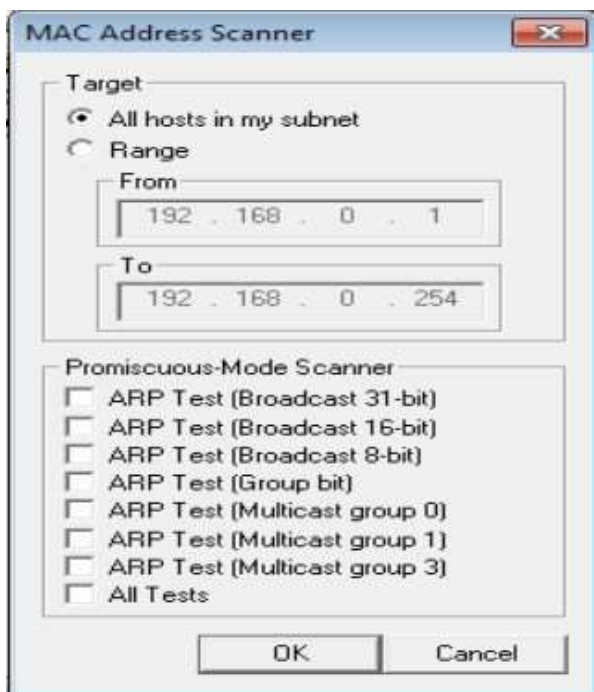 MAC Address Scanner
Target
All hosts in my subnet
Range
From
192 . 168 . 0 . 1
To
192 . 168 . 0 . 254
Promiscuous-Mode Scanner
ARP Test (Broadcast 31-bit)
ARP Test (Broadcast 16-bit)
ARP Test (Broadcast 8-bit)
ARP Test (Group bit)
ARP Test (Multicast group 0)
ARP Test (Multicast group 1)
ARP Test (Multicast group 3)
All Tests
OK Cancel